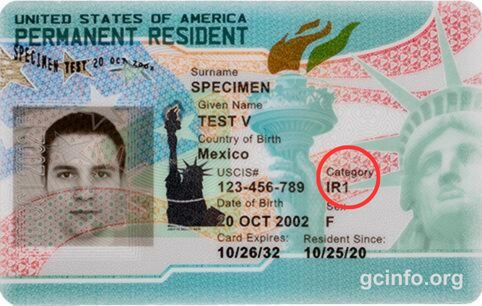 UNITED STATES OF AMERICA
PERMANENT RESIDENT
SPECIMEN TEST 20 OCT 2002
Surname
SPECIMEN
Given Name
TEST V
Country of Birth
Mexico
USCIS# Category
123-456-789 IR1
Date of Birth Sex
20 OCT 2002 F
Card Expires: Resident Since:
10/26/32 10/25/20
gcinfo.org